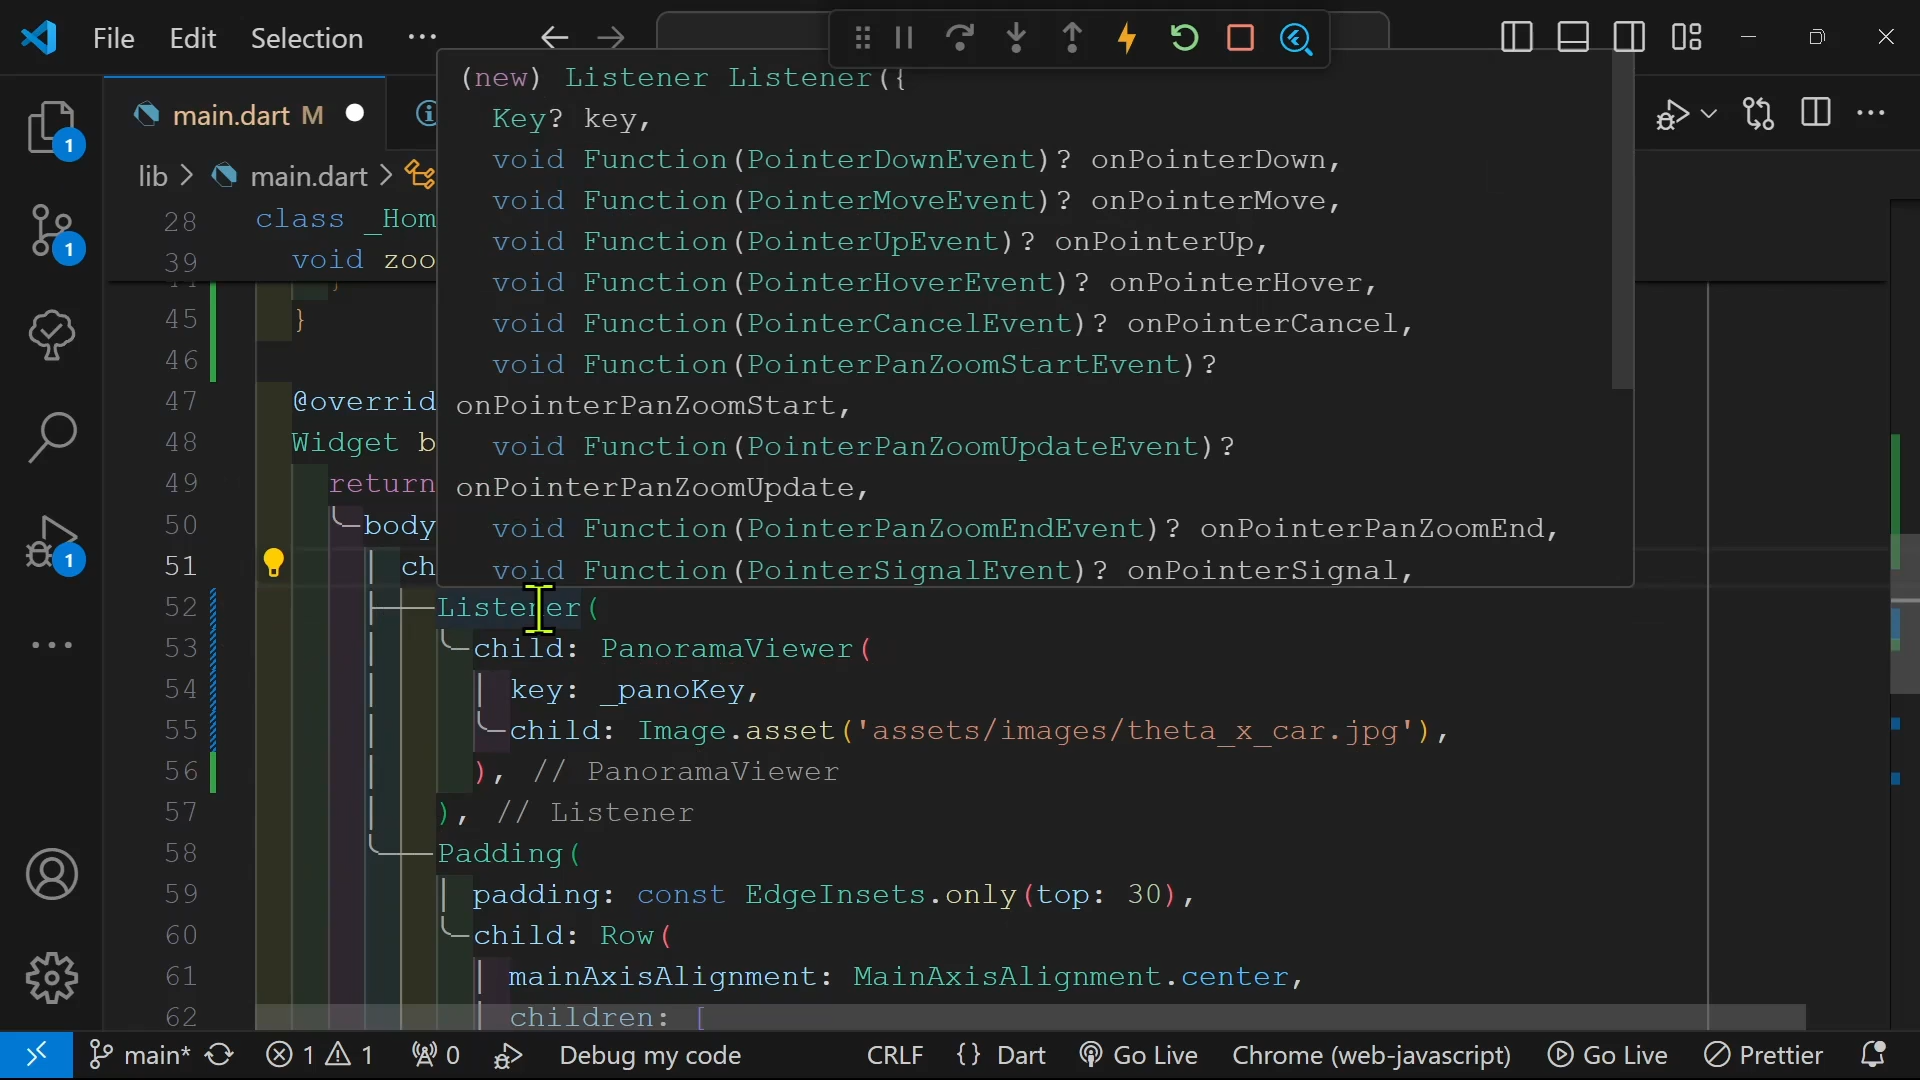 File Edit Selection
main.dart M
lib > main.dart >
(new) Listener Listener({
Key? key,
void Function(PointerDownEvent)? onPointerDown,
void Function(PointerMoveEvent)? onPointerMove,
void Function(PointerUpEvent)? onPointerUp,
void Function(PointerHoverEvent)? onPointerHover,
void Function(PointerCancelEvent)? onPointerCancel,
void Function(PointerPanZoomStartEvent)?
onPointerPanZoomStart,
void Function(PointerPanZoomUpdateEvent)?
onPointerPanZoomUpdate,
void Function(PointerPanZoomEndEvent)? onPointerPanZoomEnd,
void Function(PointerSignalEvent)? onPointerSignal,
28 class _Hom
39 void zoo
45 }
46
47 @overrid
48 Widget b
49 return
50 body
51 ch
52 Listener(
53 child: PanoramaViewer(
54 key: _panoKey,
55 child: Image.asset('assets/images/theta_x_car.jpg'),
56 ), // PanoramaViewer
57 ), // Listener
58 Padding(
59 padding: const EdgeInsets.only(top: 30),
60 child: Row(
61 mainAxisAlignment: MainAxisAlignment.center,
62 children: [
1
1
1
main* 1 1 0 Debug my code CRLF {} Dart Go Live Chrome (web-javascript) Go Live Prettier